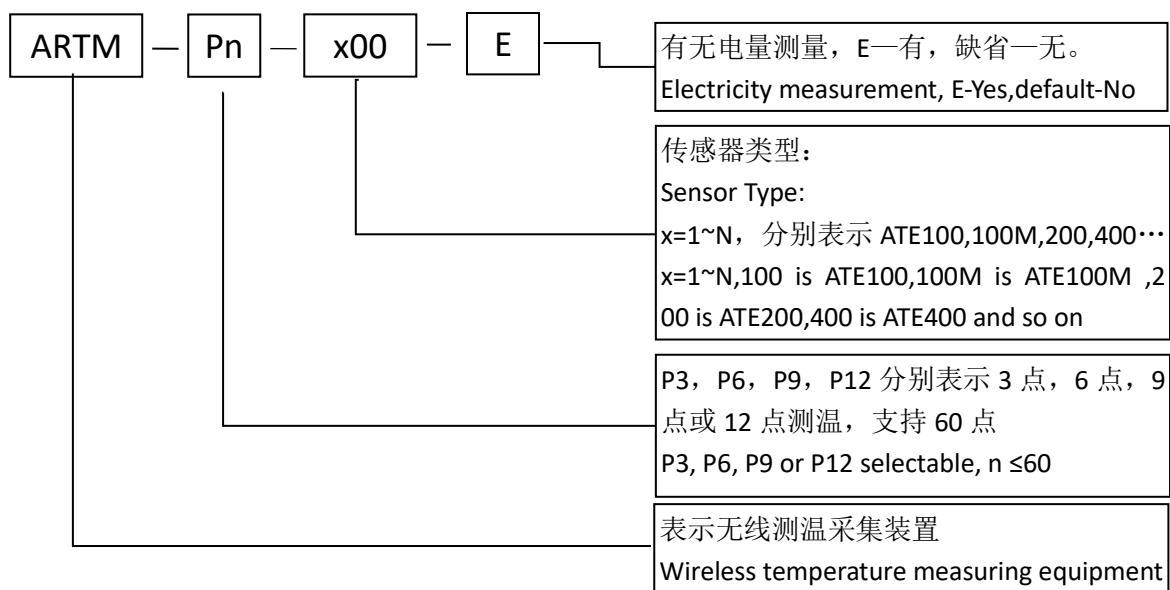 ARTM — Pn — x00 — E
有无电量测量，E—有，缺省—无。
Electricity measurement, E-Yes,default-No
传感器类型：
Sensor Type:
x=1~N，分别表示 ATE100,100M,200,400…
x=1~N,100 is ATE100,100M is ATE100M ,2
00 is ATE200,400 is ATE400 and so on
P3，P6，P9，P12 分别表示 3 点，6 点，9
点或 12 点测温，支持 60 点
P3, P6, P9 or P12 selectable, n ≤60
表示无线测温采集装置
Wireless temperature measuring equipment